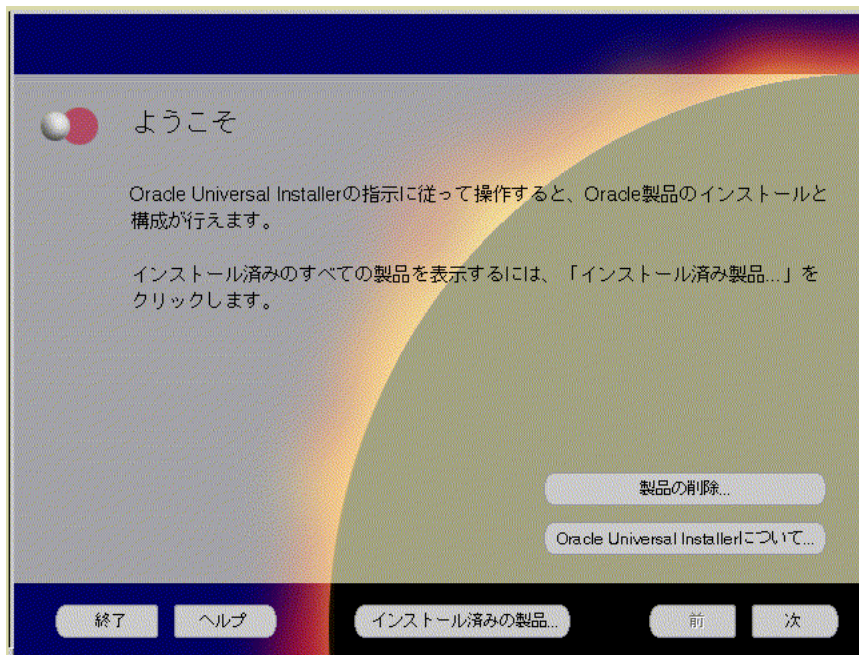 ようこそ
Oracle Universal Installerの指示に従って操作すると、Oracle製品のインストールと
構成が行えます。
インストール済みのすべての製品を表示するには、「インストール済み製品...」を
クリックします。
製品の削除...
Oracle Universal Installerについて...
終了
ヘルプ
インストール済みの製品...
前
次